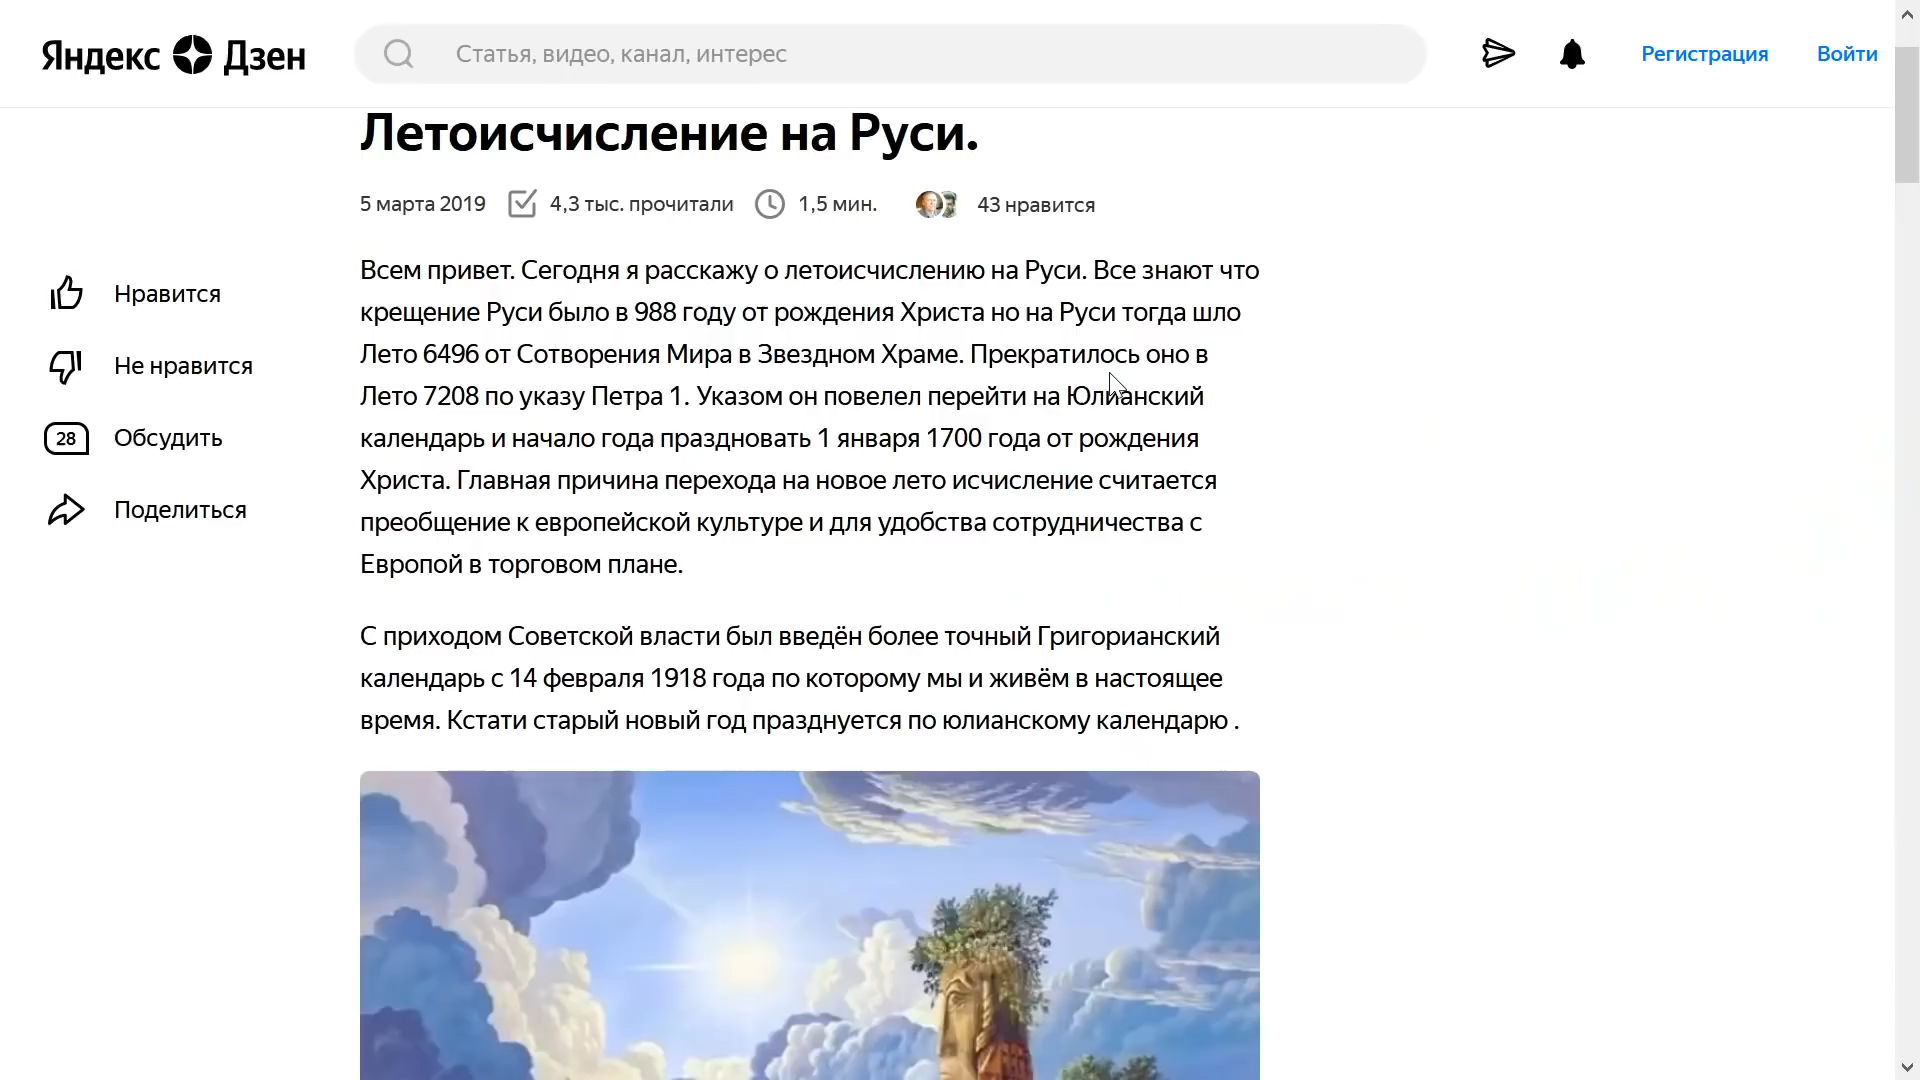 Яндекс Дзен
Статья, видео, канал, интерес
Регистрация
Войти
Летоисчисление на Руси.
5 марта 2019 4,3 тыс. прочитали 1,5 мин. 43 нравится
Всем привет. Сегодня я расскажу о летоисчислению на Руси. Все знают что
крещение Руси было в 988 году от рождения Христа но на Руси тогда шло
Лето 6496 от Сотворения Мира в Звездном Храме. Прекратилось оно в
Лето 7208 по указу Петра 1. Указом он повелел перейти на Юлианский
календарь и начало года праздновать 1 января 1700 года от рождения
Христа. Главная причина перехода на новое лето исчисление считается
преобщение к европейской культуре и для удобства сотрудничества с
Европой в торговом плане.
С приходом Советской власти был введён более точный Григорианский
календарь с 14 февраля 1918 года по которому мы и живём в настоящее
время. Кстати старый новый год празднуется по юлианскому календарю .
Нравится
Не нравится
28 Обсудить
Поделиться